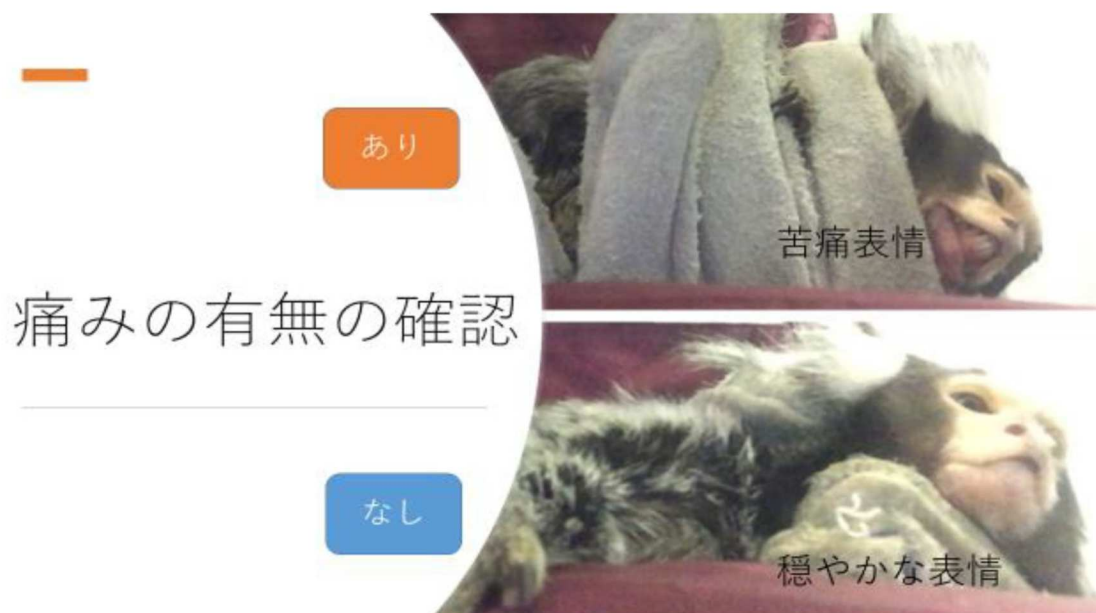 あり
苦痛表情
痛みの有無の確認
なし
穏やかな表情